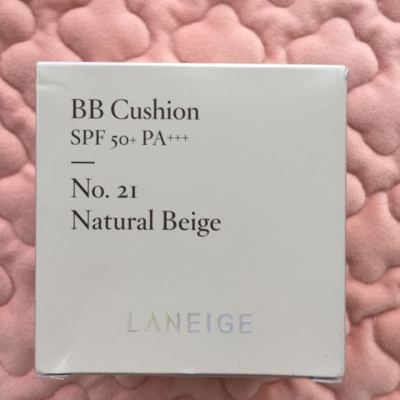 BB Cushion
SPF 50+ PA+++
No. 21
Natural Beige
LANEIGE